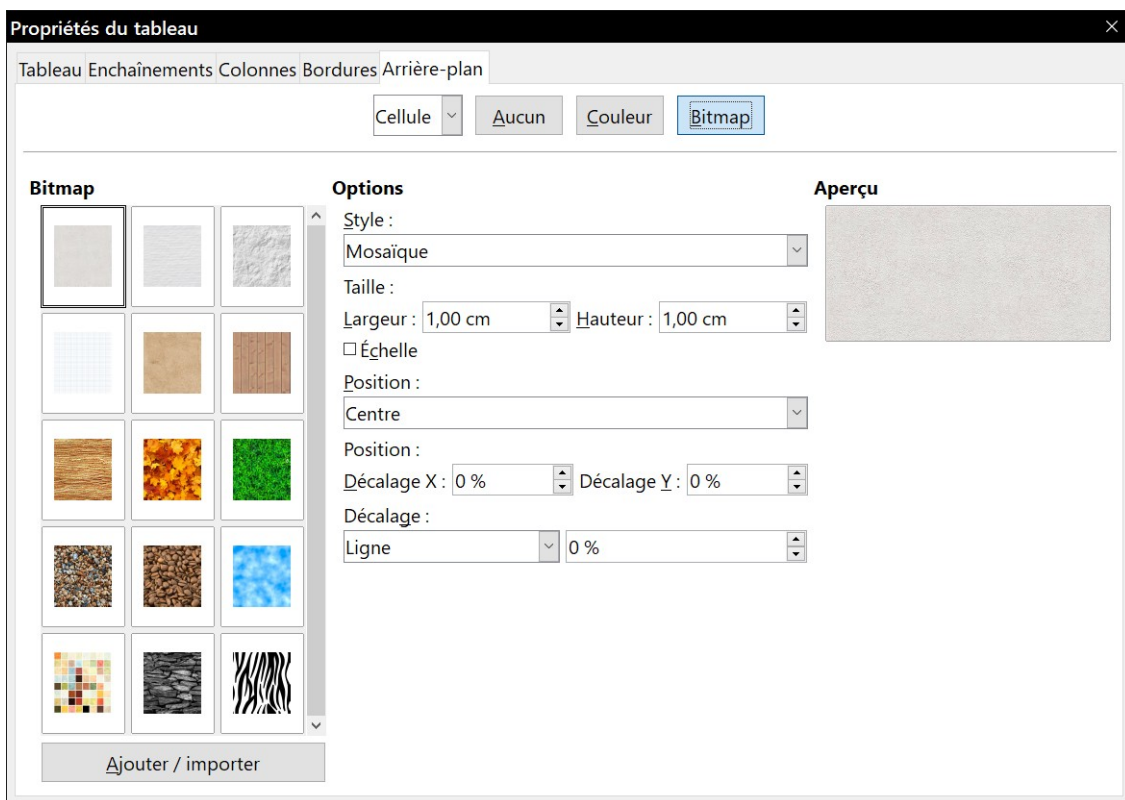 Propriétés du tableau
Tableau Enchaînements Colonnes Bordures Arrière-plan
Cellule Aucun Couleur Bitmap
Bitmap
Options
Aperçu
Style :
Mosaïque
Taille :
Largeur : 1,00 cm Hauteur : 1,00 cm
Échelle
Position :
Centre
Position :
Décalage X : 0 % Décalage Y : 0 %
Décalage :
Ligne 0 %
Ajouter / importer